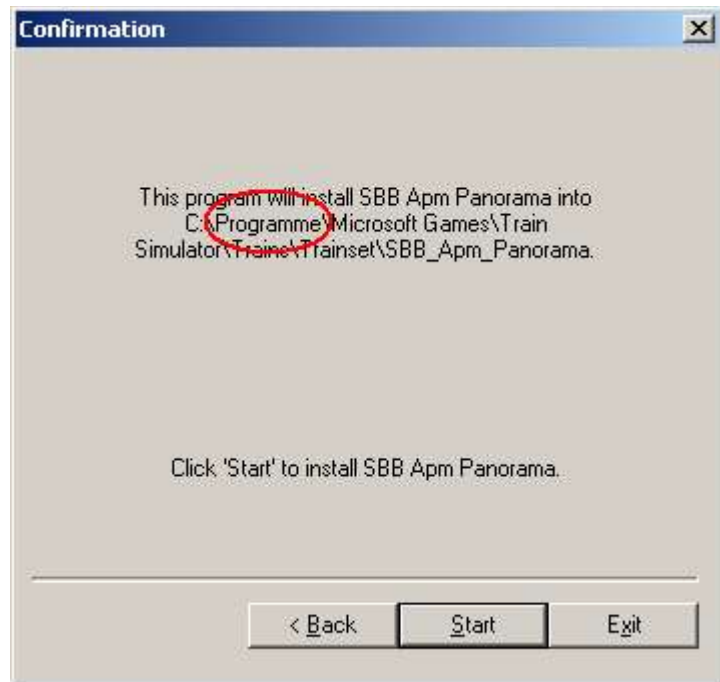 Confirmation
This program will install SBB Apm Panorama into
C:\Programme\Microsoft Games\Train
Simulator\Trains\Trainset\SBB_Apm_Panorama.
Click 'Start' to install SBB Apm Panorama.
< Back Start Exit